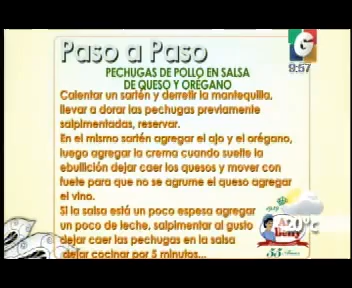 Paso a Paso
PECHUGAS DE POLLO EN SALSA
DE QUESO Y ORÉGANO
Calentar un sartén y derretir la mantequilla,
llevar a dorar las pechugas previamente
salpimentadas, reservar.
En el mismo sartén agregar el ajo y el orégano,
luego agregar la crema cuando suelte la
ebullición dejar caer los quesos y mover con
fuete para que no se agrume el queso agregar
el vino.
Si la salsa está un poco espesa agregar
un poco de leche, salpimentar al gusto
dejar caer las pechugas en la salsa
dejar cocinar por 5 minutos...
G
9:57